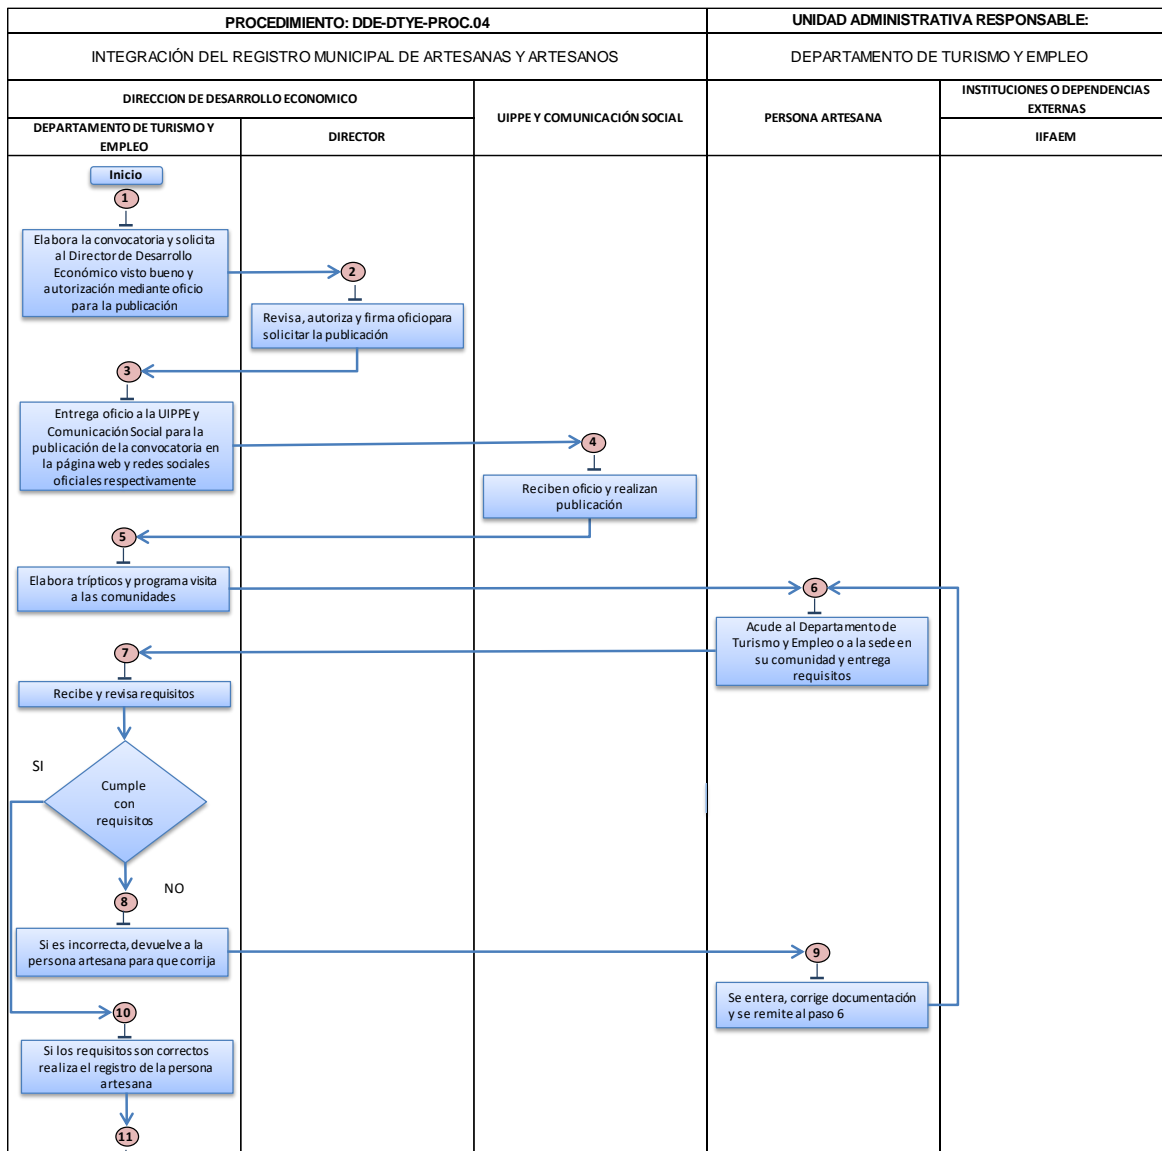 PROCEDIMIENTO: DDE-DTYE-PROC.04
UNIDAD ADMINISTRATIVA RESPONSABLE:
INTEGRACIÓN DEL REGISTRO MUNICIPAL DE ARTESANAS Y ARTESANOS
DEPARTAMENTO DE TURISMO Y EMPLEO
DIRECCION DE DESARROLLO ECONOMICO
UIPPE Y COMUNICACIÓN SOCIAL
PERSONA ARTESANA
INSTITUCIONES O DEPENDENCIAS
EXTERNAS
DEPARTAMENTO DE TURISMO Y
EMPLEO
DIRECTOR
IIFAEM
Inicio
1
Elabora la convocatoria y solicita
al Director de Desarrollo
Económico visto bueno y
autorización mediante oficio
para la publicación
2
Revisa, autoriza y firma oficiopara
solicitar la publicación
3
Entrega oficio a la UIPPE y
Comunicación Social para la
publicación de la convocatoria en
la página web y redes sociales
oficiales respectivamente
4
Reciben oficio y realizan
publicación
5
Elabora trípticos y programa visita
a las comunidades
6
Acude al Departamento de
Turismo y Empleo o a la sede en
su comunidad y entrega
requisitos
7
Recibe y revisa requisitos
SI
Cumple
con
requisitos
NO
8
Si es incorrecta, devuelve a la
persona artesana para que corrija
9
Se entera, corrige documentación
y se remite al paso 6
10
Si los requisitos son correctos
realiza el registro de la persona
artesana
11